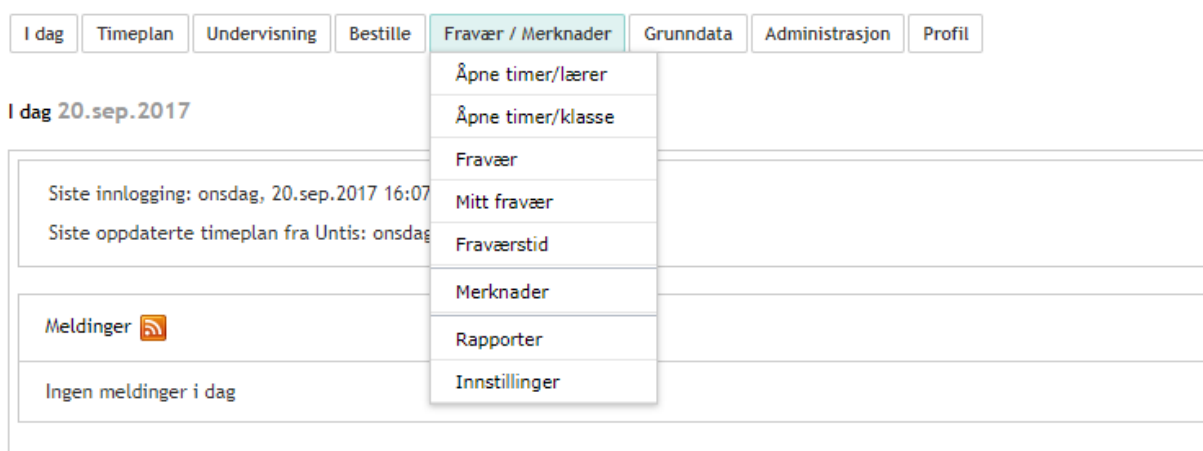 I dag Timeplan Undervisning Bestille Fravær / Merknader Grunndata Administrasjon Profil
Åpne timer/lærer
Åpne timer/klasse
Fravær
Mitt fravær
Fraværstid
Merknader
Rapporter
Innstillinger
I dag 20.sep.2017
Siste innlogging: onsdag, 20.sep.2017 16:07
Siste oppdaterte timeplan fra Untis: onsdag
Meldinger
Ingen meldinger i dag